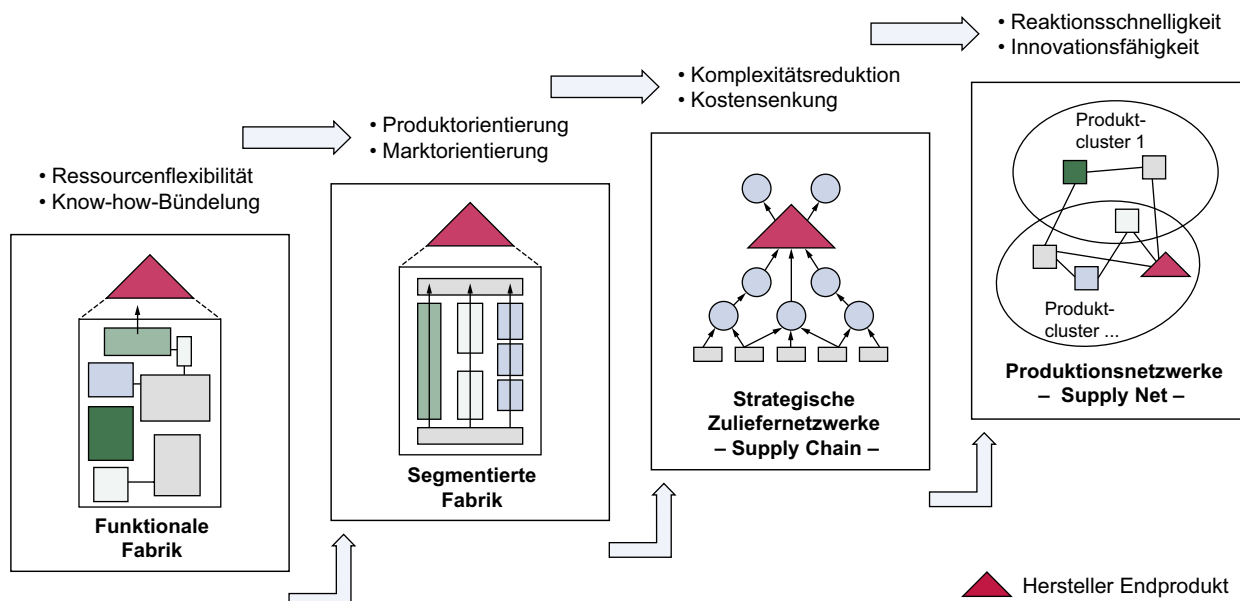 • Ressourcenflexibilität
• Know-how-Bündelung
Funktionale
Fabrik
• Produktorientierung
• Marktorientierung
Segmentierte
Fabrik
• Komplexitätsreduktion
• Kostensenkung
Strategische
Zuliefernetzwerke
– Supply Chain –
• Reaktionsschnelligkeit
• Innovationsfähigkeit
Produkt-
cluster 1
Produkt-
cluster ...
Produktionsnetzwerke
– Supply Net –
Hersteller Endprodukt